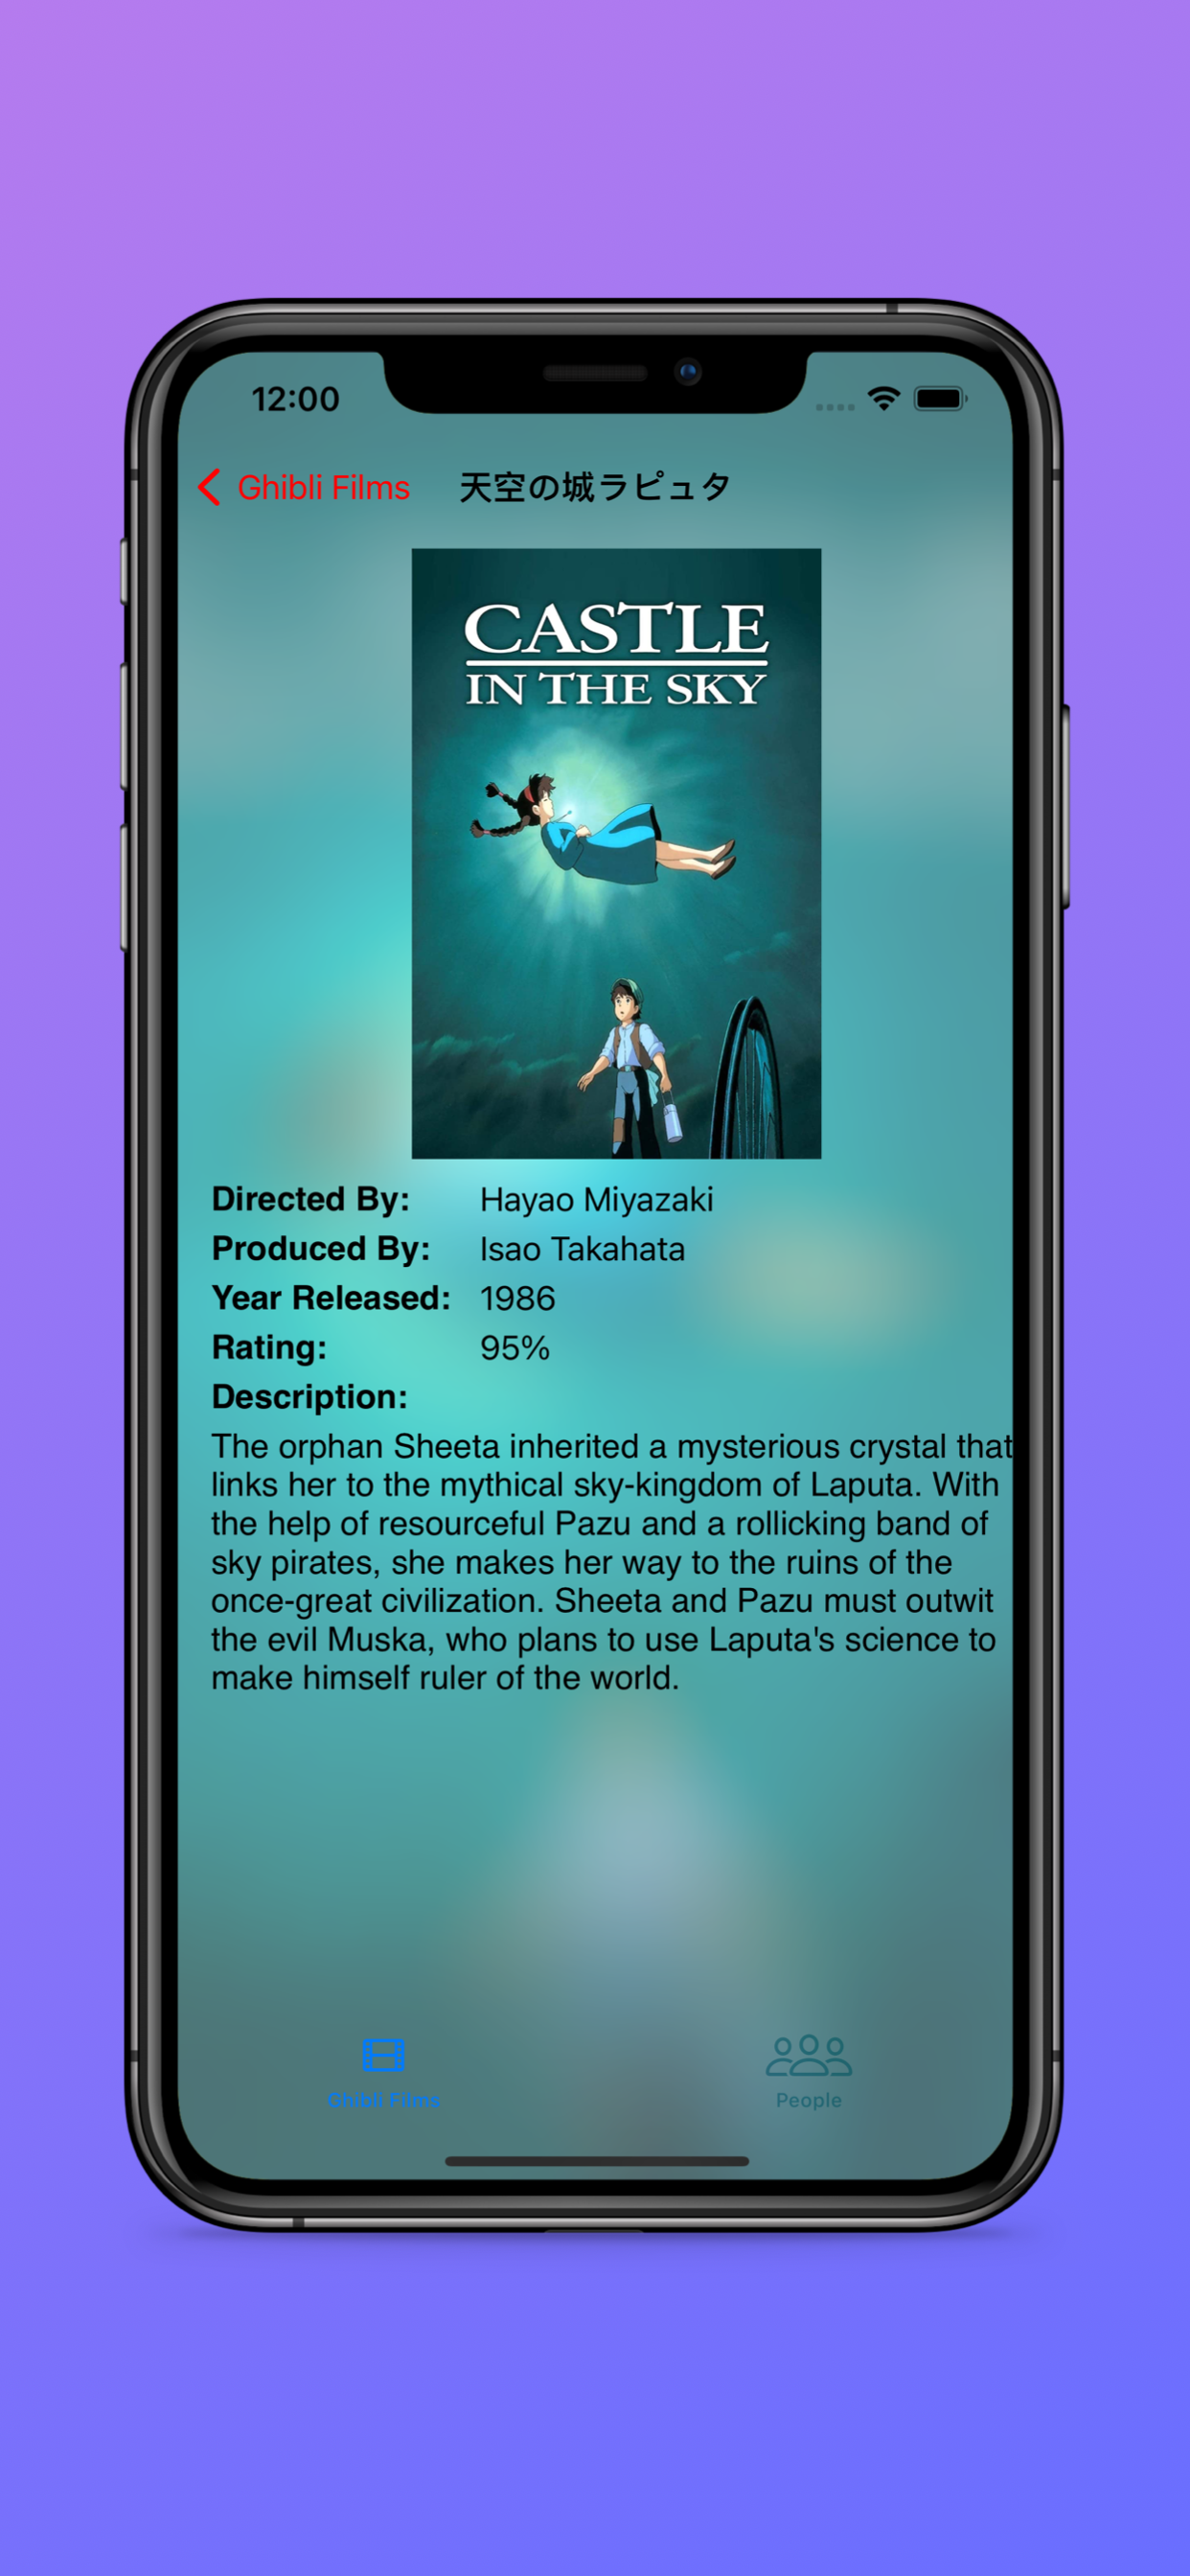 12:00
Ghibli Films
天空の城ラピュタ
CASTLE
IN THE SKY
Directed By: Hayao Miyazaki
Produced By: Isao Takahata
Year Released: 1986
Rating: 95%
Description:
The orphan Sheeta inherited a mysterious crystal that
links her to the mythical sky-kingdom of Laputa. With
the help of resourceful Pazu and a rollicking band of
sky pirates, she makes her way to the ruins of the
once-great civilization. Sheeta and Pazu must outwit
the evil Muska, who plans to use Laputa's science to
make himself ruler of the world.
Ghibli Films
People